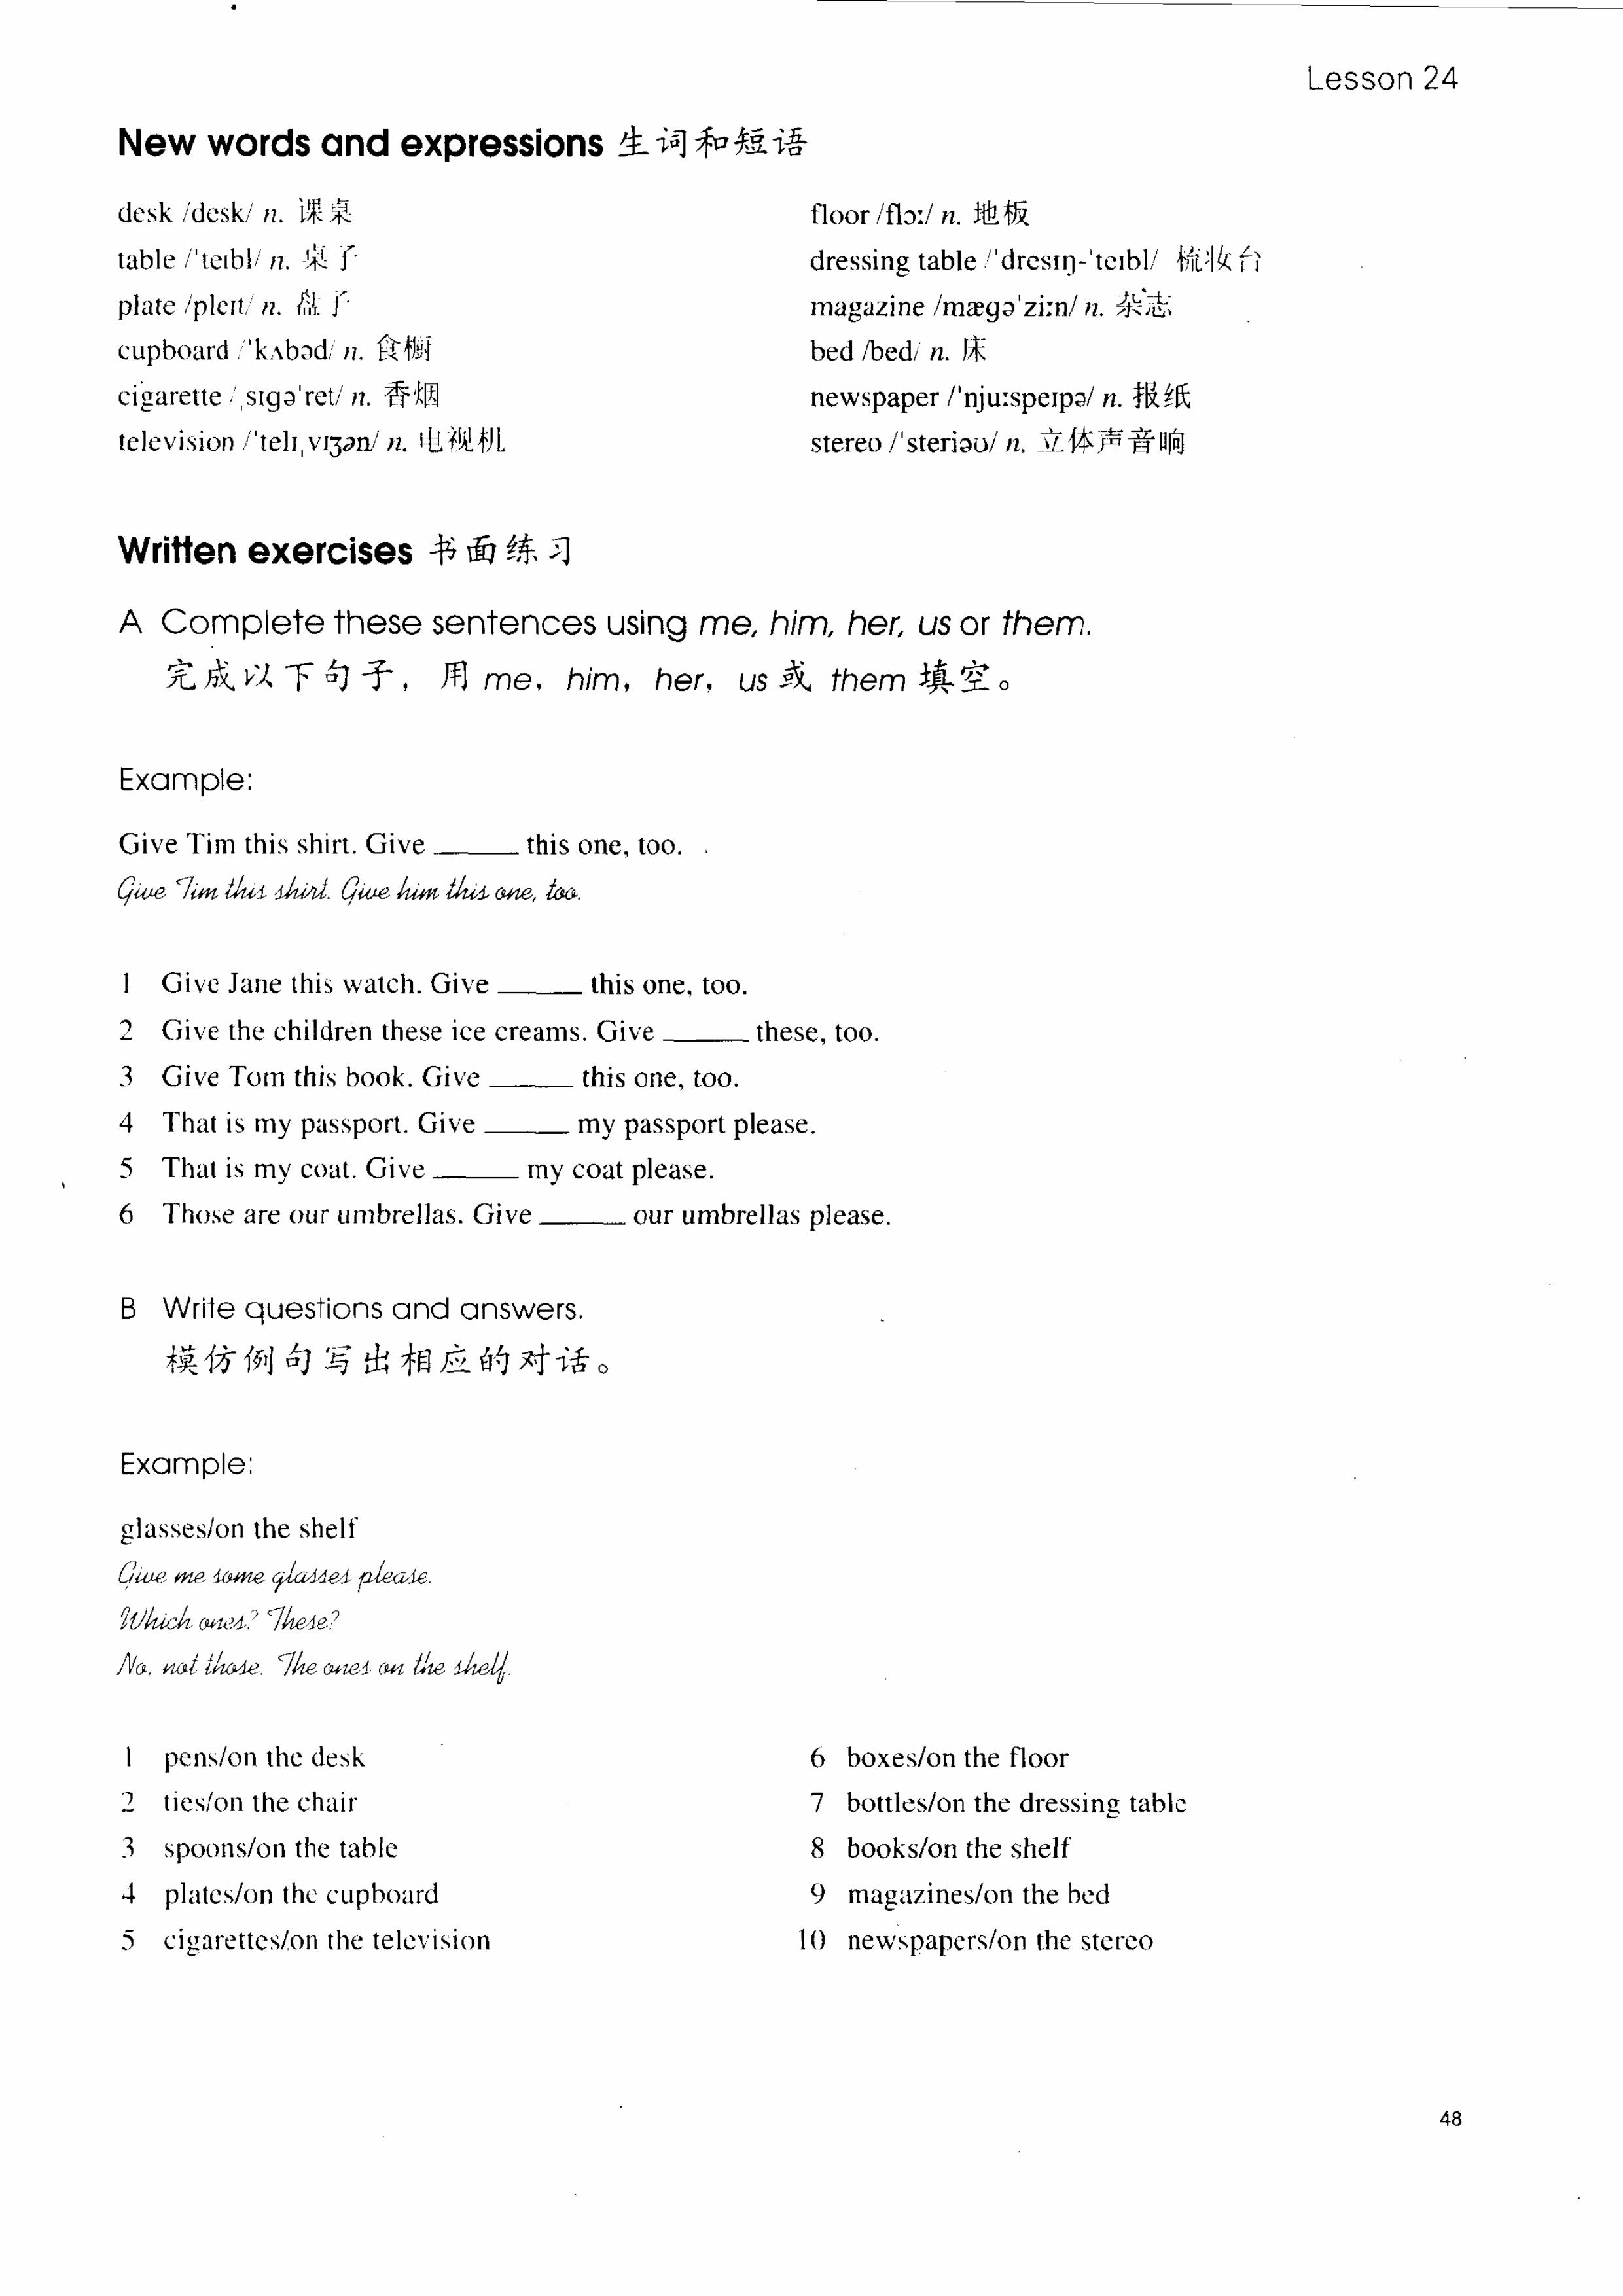 Lesson 24
New words and expressions 生词和短语
desk /desk/ n. 课桌
table /'teɪbl/ n. 桌子
plate /pleɪt/ n. 盘子
cupboard /'kʌbəd/ n. 食橱
cigarette /ˌsɪgə'ret/ n. 香烟
television /'telɪˌvɪʒən/ n. 电视机
floor /flɔː/ n. 地板
dressing table /'dresɪŋ-'teɪbl/ 梳妆台
magazine /mægə'ziːn/ n. 杂志
bed /bed/ n. 床
newspaper /'njuːspeɪpə/ n. 报纸
stereo /'steriəʊ/ n. 立体声音响
Written exercises 书面练习
A Complete these sentences using me, him, her, us or them.
完成以下句子，用 me, him, her, us 或 them 填空。
Example:
Give Tim this shirt. Give ______ this one, too.
Give Tim this shirt. Give him this one, too.
1 Give Jane this watch. Give ______ this one, too.
2 Give the children these ice creams. Give ______ these, too.
3 Give Tom this book. Give ______ this one, too.
4 That is my passport. Give ______ my passport please.
5 That is my coat. Give ______ my coat please.
6 Those are our umbrellas. Give ______ our umbrellas please.
B Write questions and answers.
模仿例句写出相应的对话。
Example:
glasses/on the shelf
Give me some glasses please.
Which ones? These?
No, not those. The ones on the shelf.
1 pens/on the desk
2 ties/on the chair
3 spoons/on the table
4 plates/on the cupboard
5 cigarettes/on the television
6 boxes/on the floor
7 bottles/on the dressing table
8 books/on the shelf
9 magazines/on the bed
10 newspapers/on the stereo
48